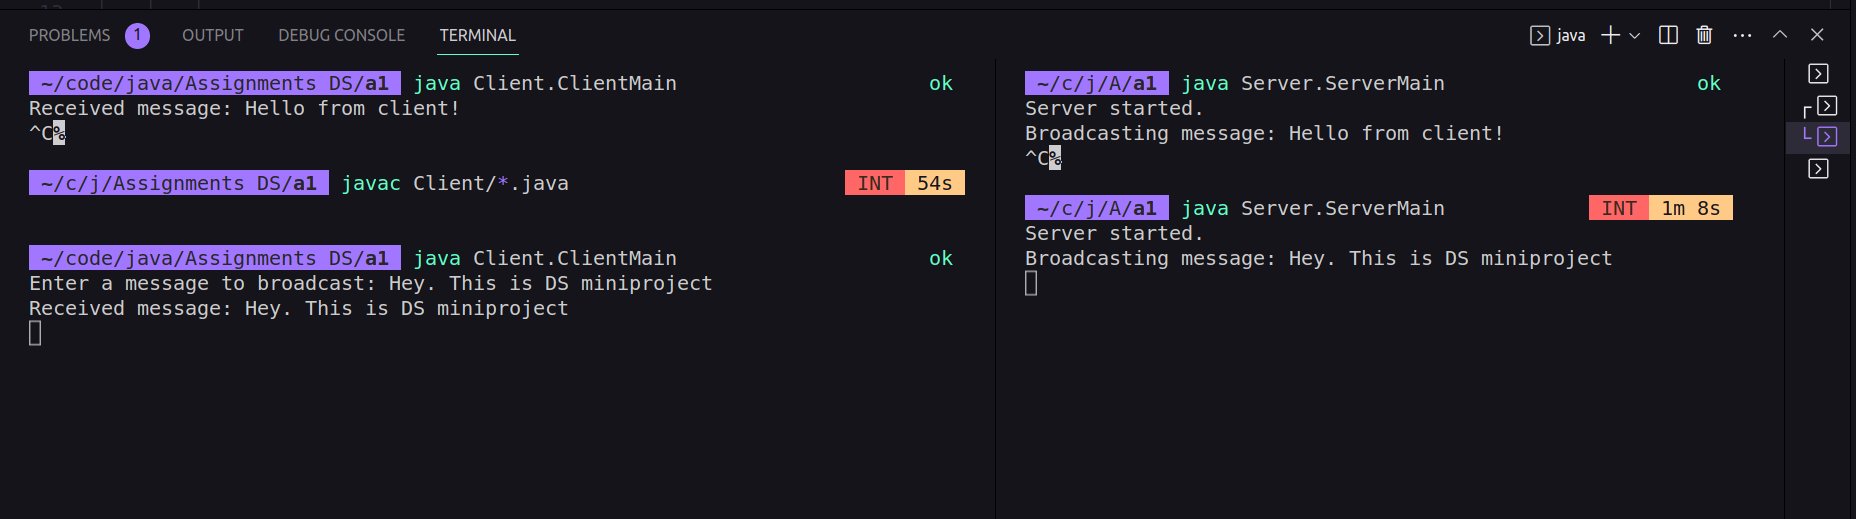 PROBLEMS 1 OUTPUT DEBUG CONSOLE TERMINAL java
~/code/java/Assignments DS/a1 java Client.ClientMain ok
Received message: Hello from client!
^C%
~/c/j/Assignments DS/a1 javac Client/*.java INT 54s
~/code/java/Assignments DS/a1 java Client.ClientMain ok
Enter a message to broadcast: Hey. This is DS miniproject
Received message: Hey. This is DS miniproject
~/c/j/A/a1 java Server.ServerMain ok
Server started.
Broadcasting message: Hello from client!
^C%
~/c/j/A/a1 java Server.ServerMain INT 1m 8s
Server started.
Broadcasting message: Hey. This is DS miniproject